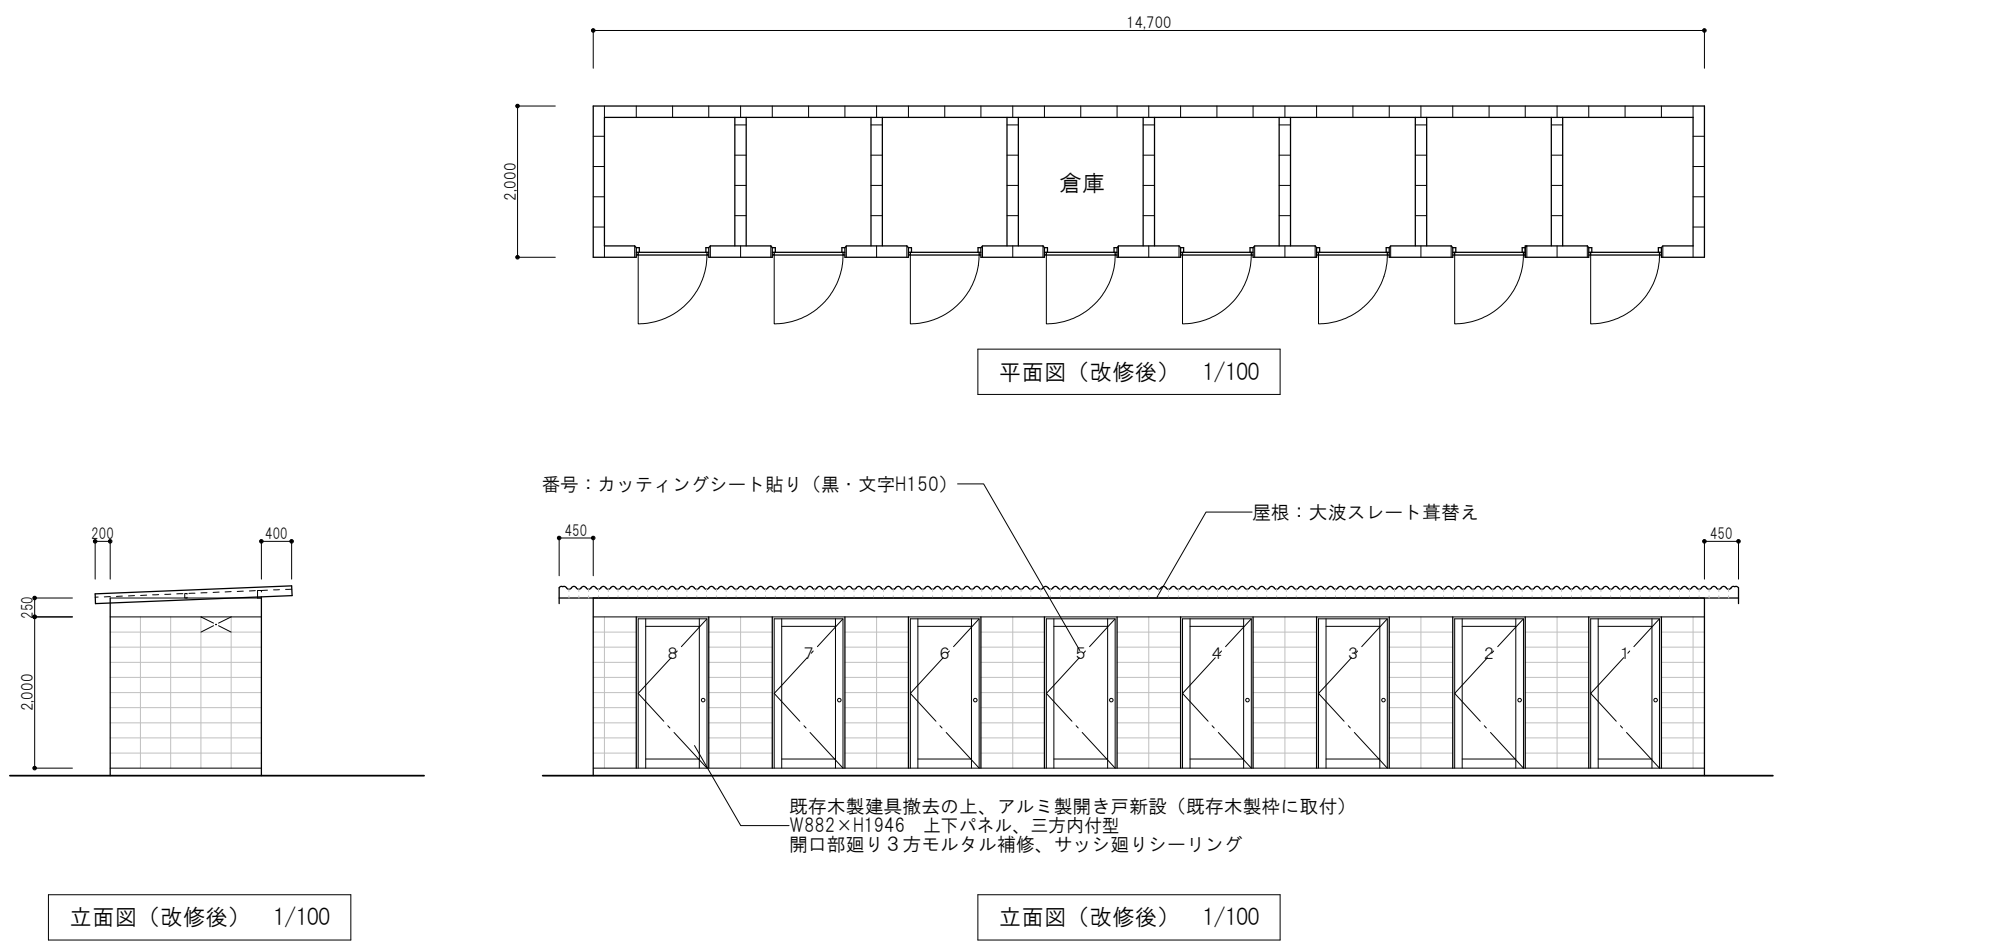 14,700
2,000
倉庫
平面図（改修後）　1/100
番号：カッティングシート貼り（黒・文字H150）
屋根：大波スレート葺替え
200
400
450
450
250
2,000
8
7
6
5
4
3
2
1
既存木製建具撤去の上、アルミ製開き戸新設（既存木製枠に取付）
W882×H1946　上下パネル、三方内付型
開口部廻り３方モルタル補修、サッシ廻りシーリング
立面図（改修後）　1/100
立面図（改修後）　1/100